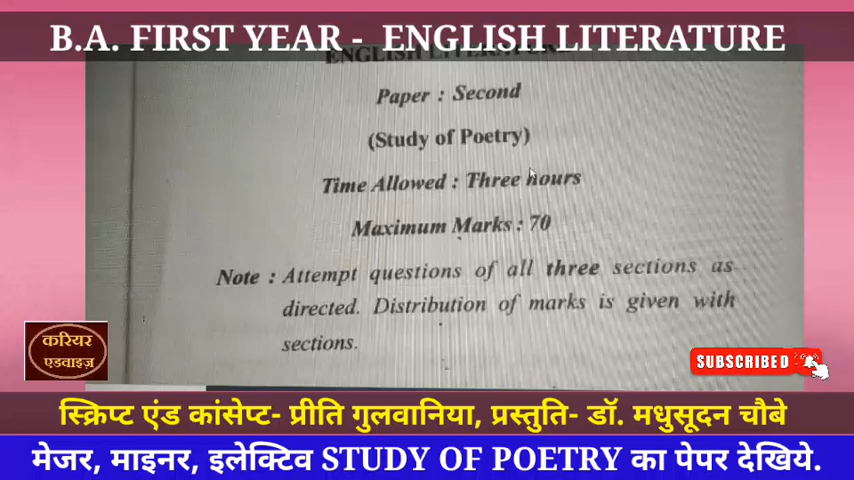 B.A. FIRST YEAR - ENGLISH LITERATURE
ENGLISH LITERATURE
Paper : Second
(Study of Poetry)
Time Allowed : Three hours
Maximum Marks : 70
Note : Attempt questions of all three sections as
directed. Distribution of marks is given with
sections.
करियर
एडवाइज़
SUBSCRIBED
स्क्रिप्ट एंड कांसेप्ट- प्रीति गुलवानिया, प्रस्तुति- डॉ. मधुसूदन चौबे
मेजर, माइनर, इलेक्टिव STUDY OF POETRY का पेपर देखिये.